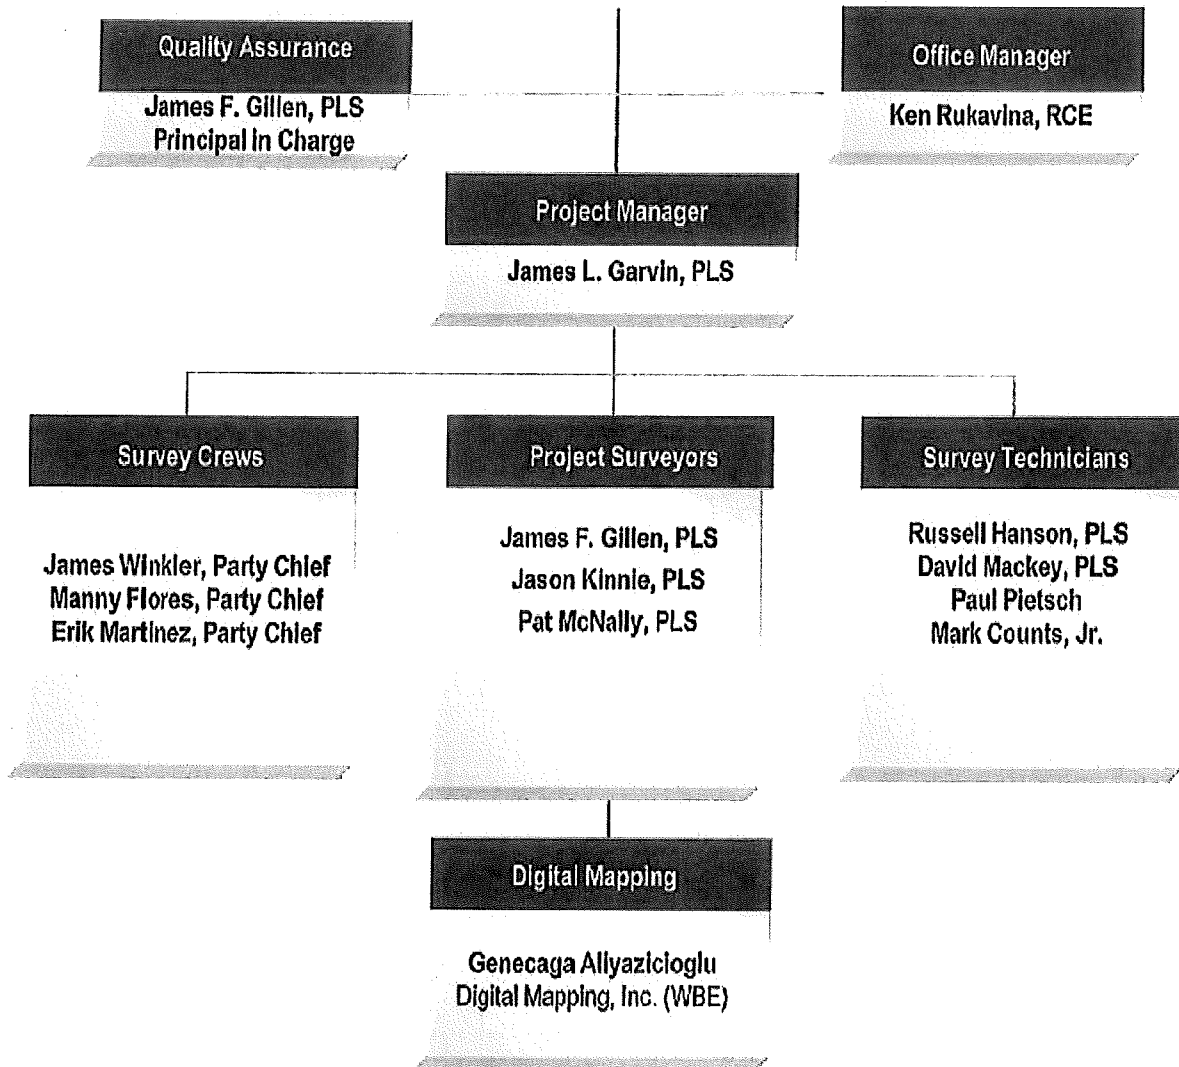 Quality Assurance
James F. Gillen, PLS
Principal in Charge
Office Manager
Ken Rukavina, RCE
Project Manager
James L. Garvin, PLS
Survey Crews
James Winkler, Party Chief
Manny Flores, Party Chief
Erik Martinez, Party Chief
Project Surveyors
James F. Gillen, PLS
Jason Kinnie, PLS
Pat McNally, PLS
Survey Technicians
Russell Hanson, PLS
David Mackey, PLS
Paul Pietsch
Mark Counts, Jr.
Digital Mapping
Genecaga Aliyazicioglu
Digital Mapping, Inc. (WBE)